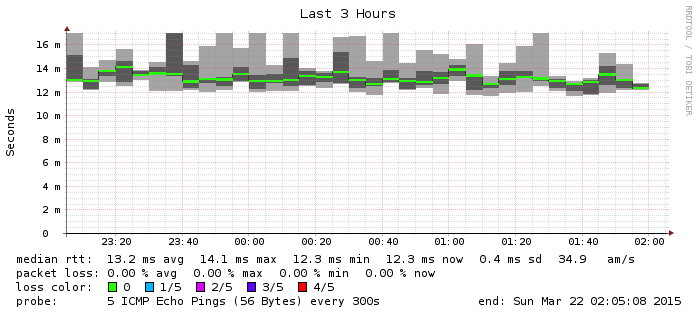 Last 3 Hours
RRDTOOL / TOBI OETIKER
Seconds
16 m
14 m
12 m
10 m
8 m
6 m
4 m
2 m
0
23:20 23:40 00:00 00:20 00:40 01:00 01:20 01:40 02:00
median rtt: 13.2 ms avg 14.1 ms max 12.3 ms min 12.3 ms now 0.4 ms sd 34.9 am/s
packet loss: 0.00 % avg 0.00 % max 0.00 % min 0.00 % now
loss color: 0 1/5 2/5 3/5 4/5
probe: 5 ICMP Echo Pings (56 Bytes) every 300s end: Sun Mar 22 02:05:08 2015